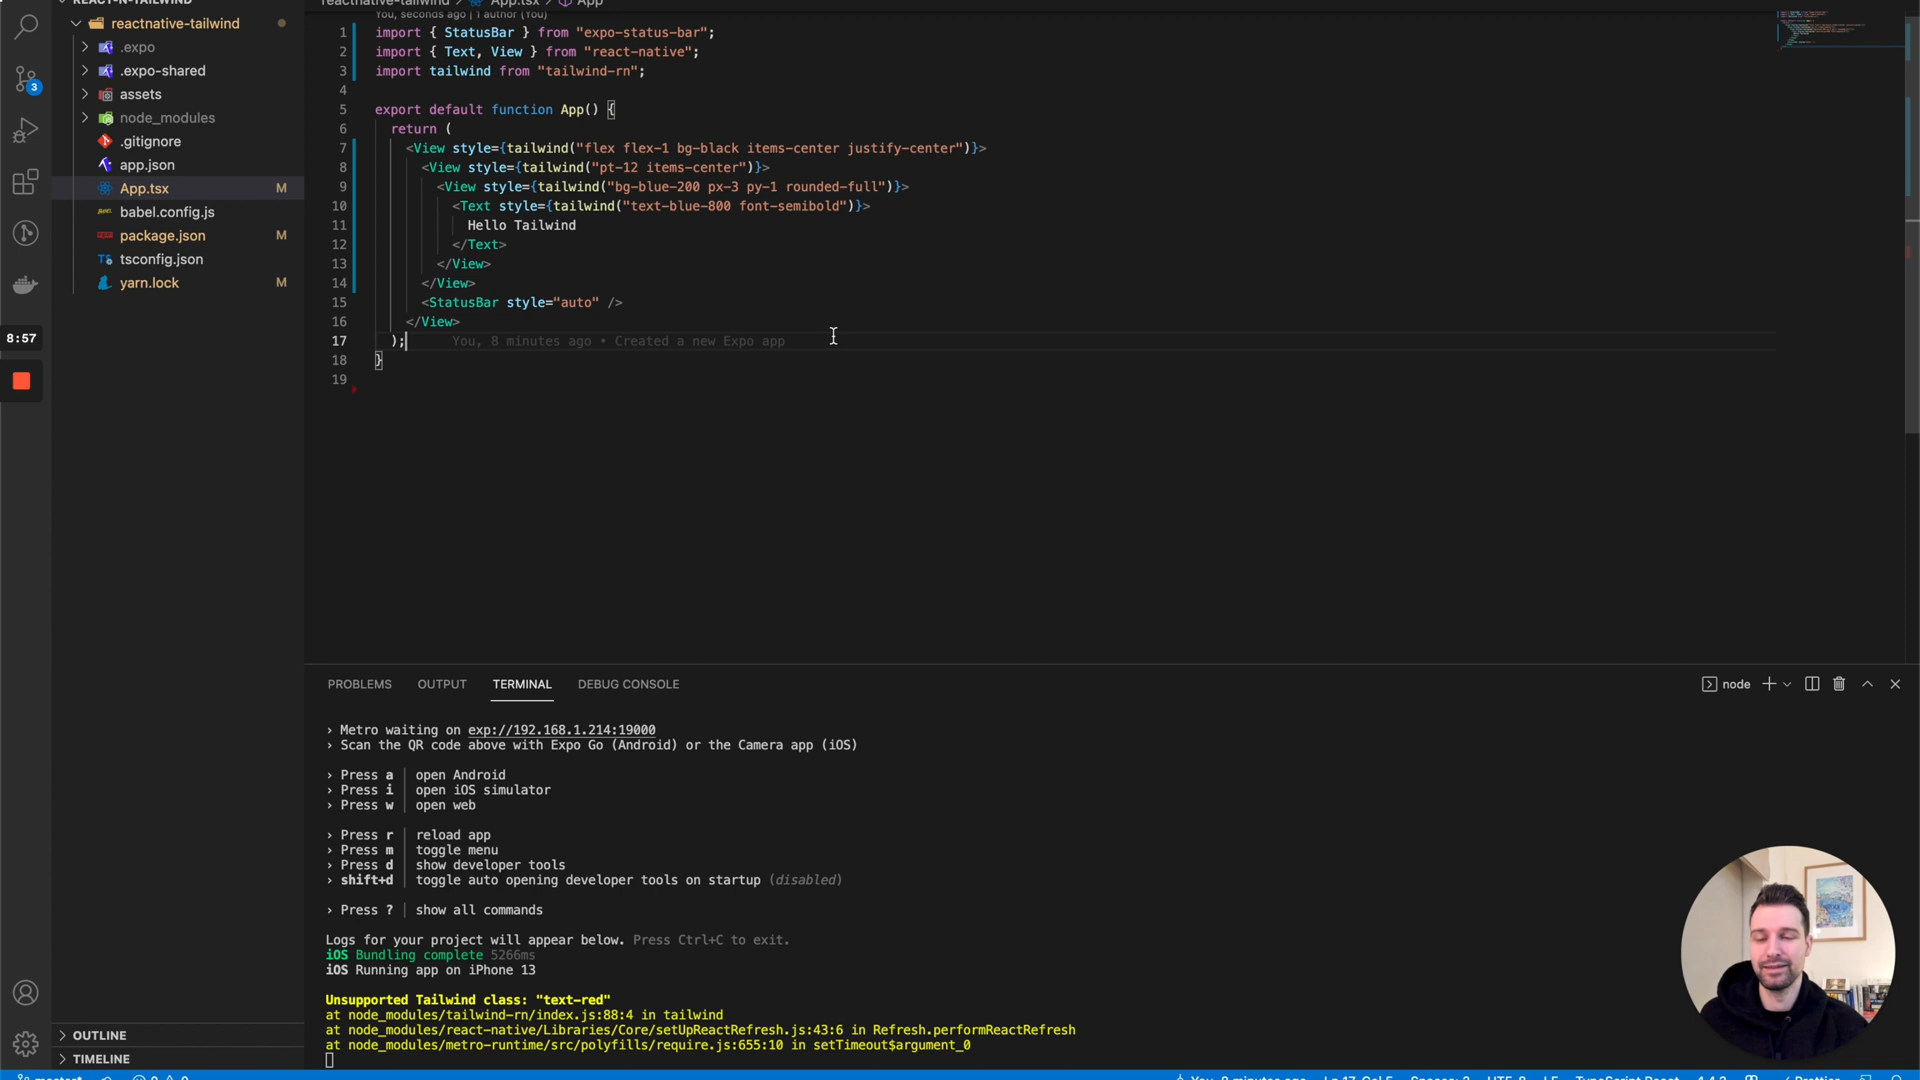 REACT-N-TAILWIND
reactnative-tailwind
.expo
.expo-shared
assets
node_modules
.gitignore
app.json
App.tsx M
babel.config.js
package.json M
tsconfig.json
yarn.lock M
3
8:57
OUTLINE
TIMELINE
reactnative-tailwind > App.tsx > App
You, seconds ago | 1 author (You)
1 import { StatusBar } from "expo-status-bar";
2 import { Text, View } from "react-native";
3 import tailwind from "tailwind-rn";
4
5 export default function App() {
6 return (
7 <View style={tailwind("flex flex-1 bg-black items-center justify-center")}>
8 <View style={tailwind("pt-12 items-center")}>
9 <View style={tailwind("bg-blue-200 px-3 py-1 rounded-full")}>
10 <Text style={tailwind("text-blue-800 font-semibold")}>
11 Hello Tailwind
12 </Text>
13 </View>
14 </View>
15 <StatusBar style="auto" />
16 </View>
17 ); You, 8 minutes ago • Created a new Expo app
18 }
19
PROBLEMS OUTPUT TERMINAL DEBUG CONSOLE
node
› Metro waiting on exp://192.168.1.214:19000
› Scan the QR code above with Expo Go (Android) or the Camera app (iOS)
› Press a │ open Android
› Press i │ open iOS simulator
› Press w │ open web
› Press r │ reload app
› Press m │ toggle menu
› Press d │ show developer tools
› shift+d │ toggle auto opening developer tools on startup (disabled)
› Press ? │ show all commands
Logs for your project will appear below. Press Ctrl+C to exit.
iOS Bundling complete 5266ms
iOS Running app on iPhone 13
Unsupported Tailwind class: "text-red"
at node_modules/tailwind-rn/index.js:88:4 in tailwind
at node_modules/react-native/Libraries/Core/setUpReactRefresh.js:43:6 in Refresh.performReactRefresh
at node_modules/metro-runtime/src/polyfills/require.js:655:10 in setTimeout$argument_0